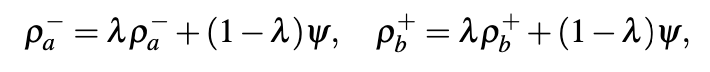 ρ_a^- = λρ_a^- + (1 − λ)ψ, ρ_b^+ = λρ_b^+ + (1 − λ)ψ,